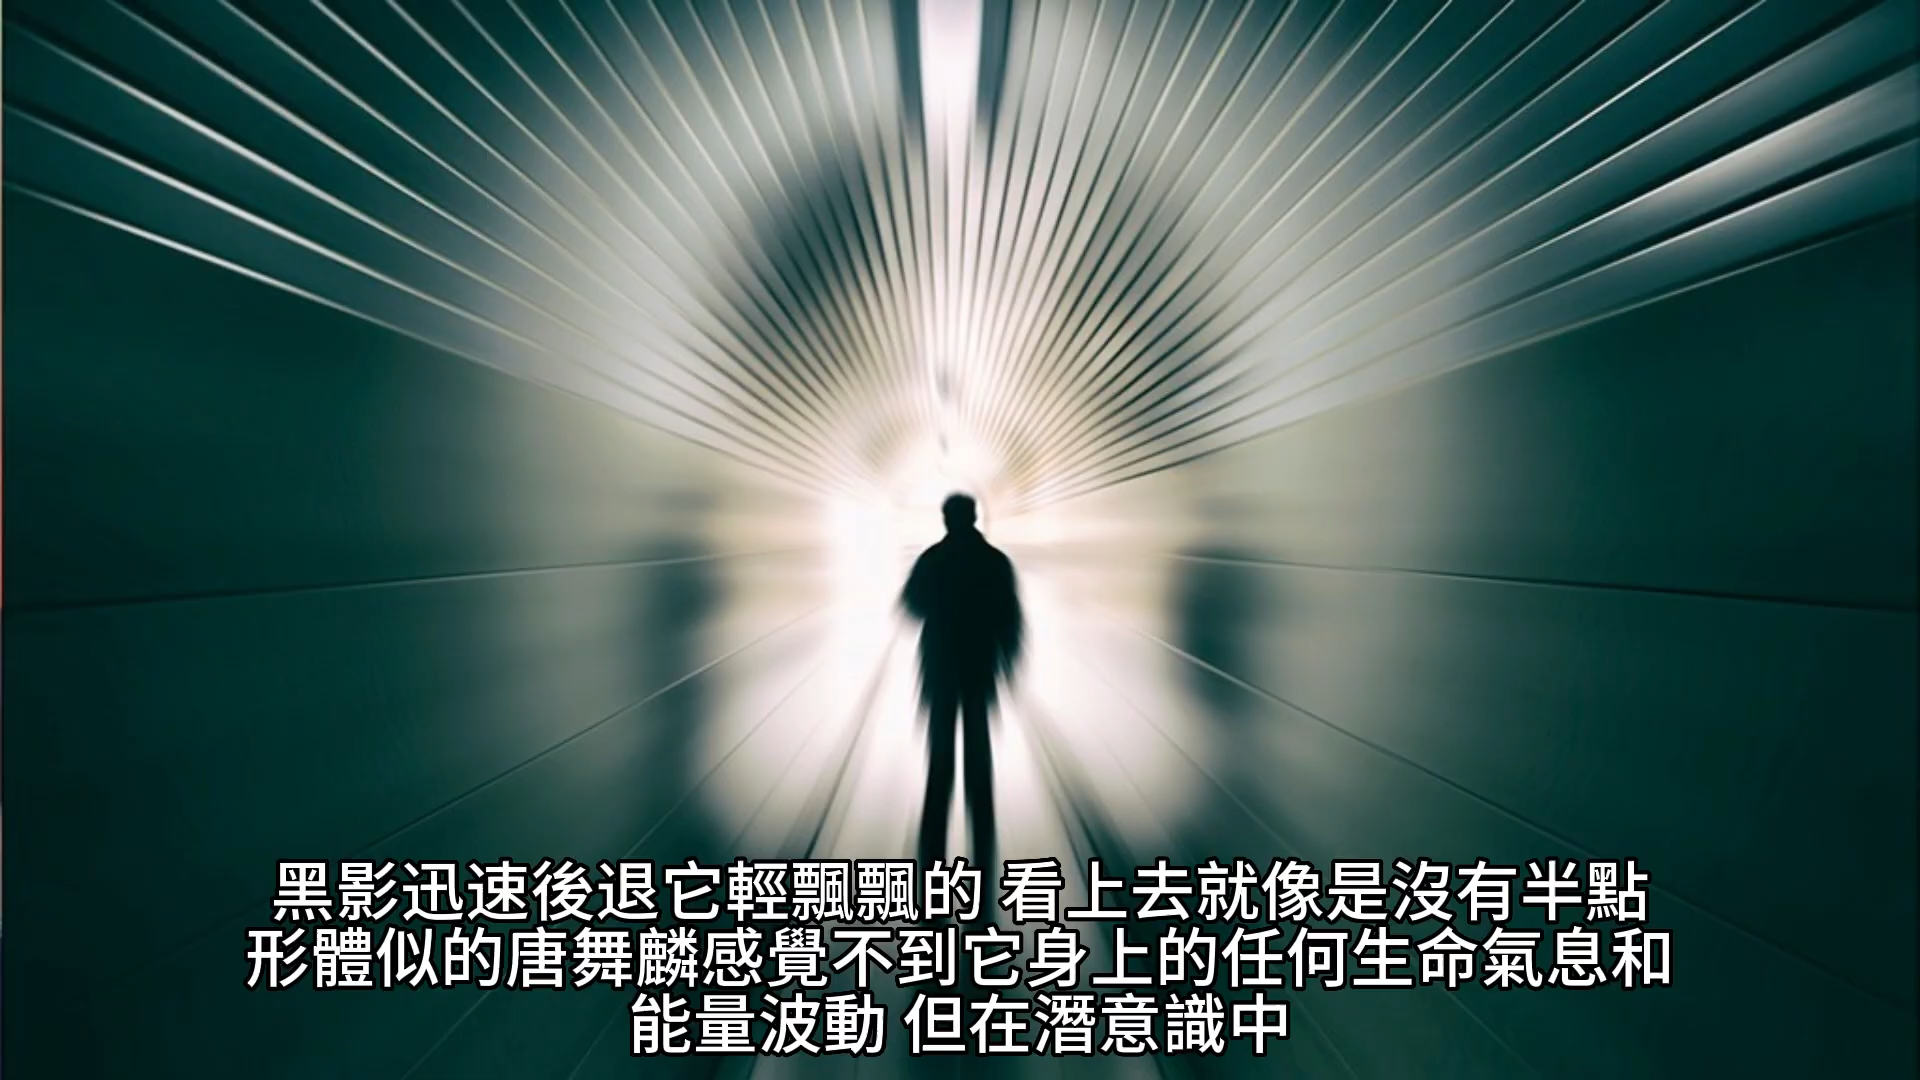 黑影迅速後退它輕飄飄的 看上去就像是沒有半點
形體似的唐舞麟感覺不到它身上的任何生命氣息和
能量波動 但在潛意識中